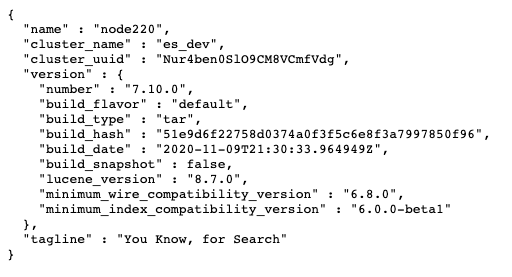 {
"name" : "node220",
"cluster_name" : "es_dev",
"cluster_uuid" : "Nur4ben0SlO9CM8VCmfVdg",
"version" : {
"number" : "7.10.0",
"build_flavor" : "default",
"build_type" : "tar",
"build_hash" : "51e9d6f22758d0374a0f3f5c6e8f3a7997850f96",
"build_date" : "2020-11-09T21:30:33.964949Z",
"build_snapshot" : false,
"lucene_version" : "8.7.0",
"minimum_wire_compatibility_version" : "6.8.0",
"minimum_index_compatibility_version" : "6.0.0-beta1"
},
"tagline" : "You Know, for Search"
}